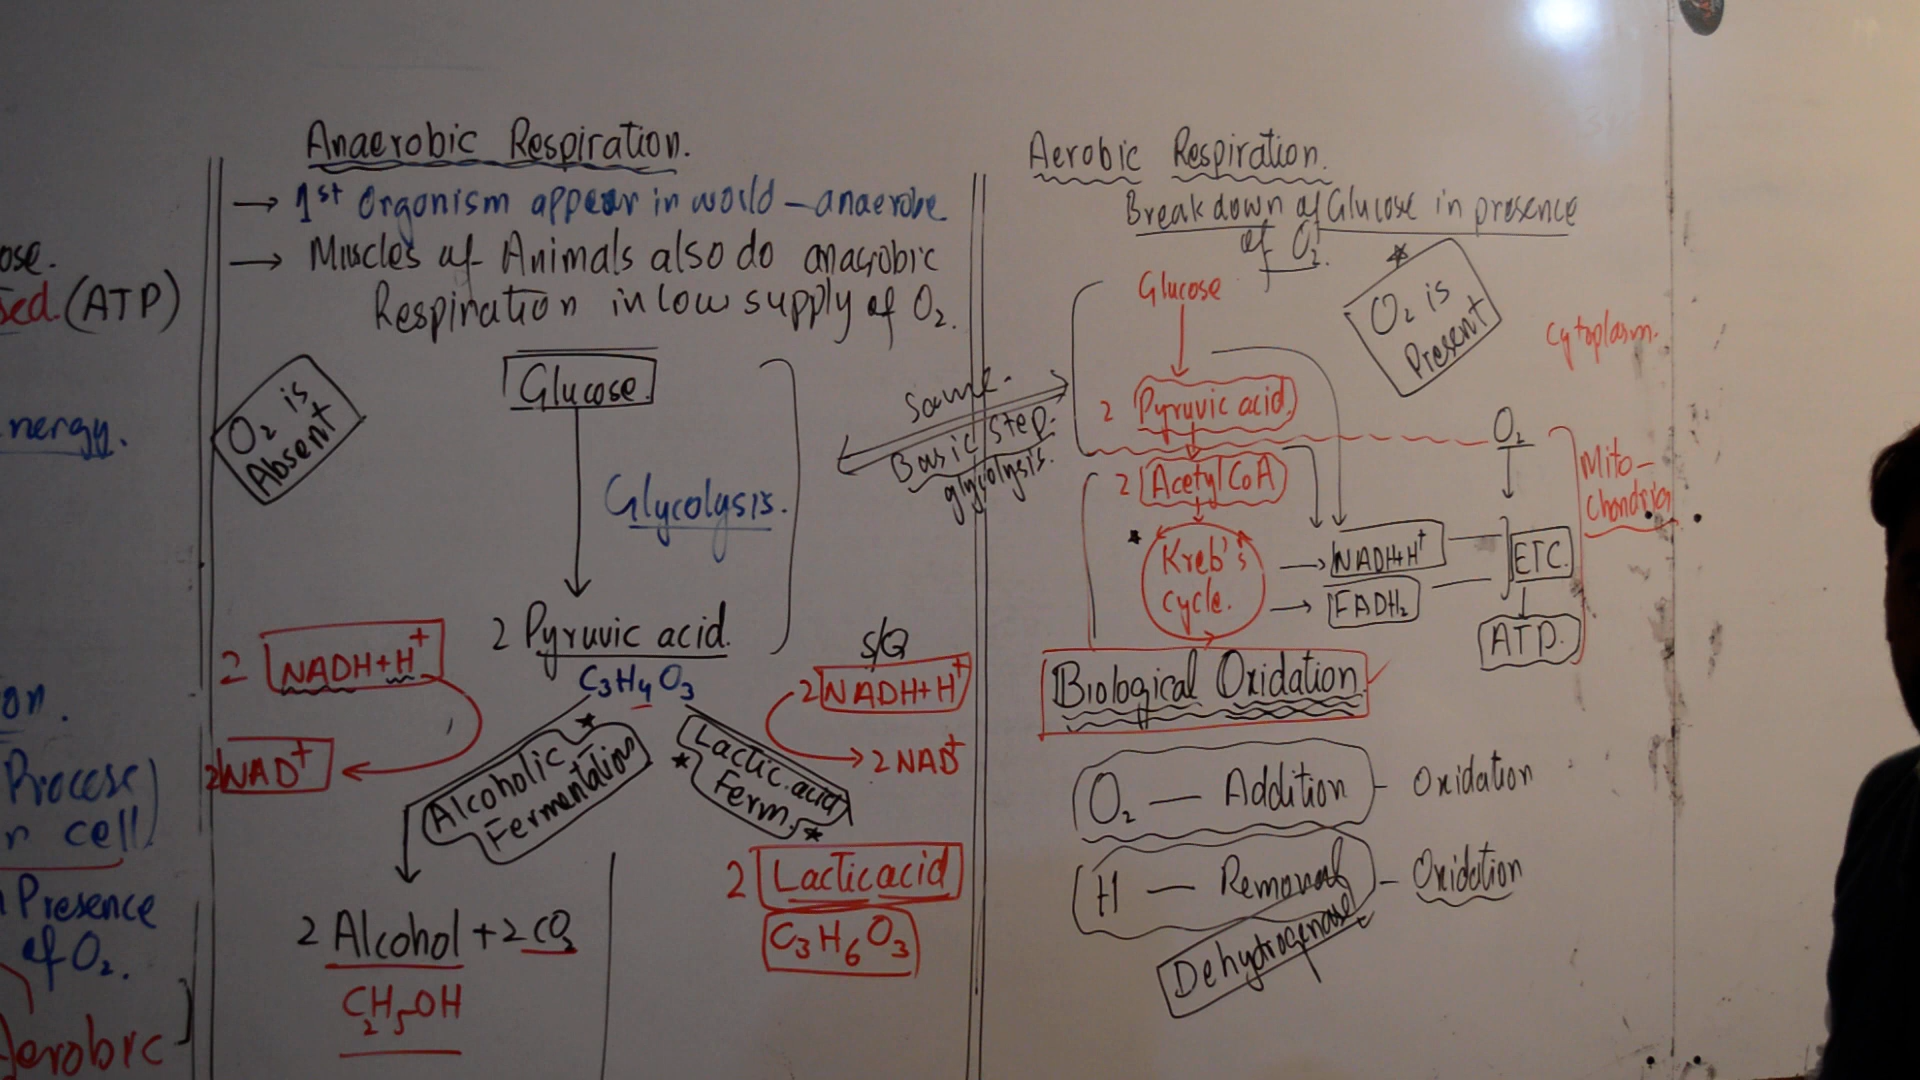 ose.
sed. (ATP)
nergy.
on.
Process)
r cell)
Presence
of O2.
Aerobic
Anaerobic Respiration.
→ 1st Orgonism appear in world – anaerobe
→ Muscles of Animals also do anaerobic
Respiration in low supply of O2.
O2 is
Absent
Glucose.
Glycolysis.
2 Pyruvic acid.
C3H4O3
2 NADH+H+
2NAD+
S/Q
2 NADH+H+
→ 2 NAD+
Alcoholic
Fermentation
Lactic.acid
Ferm.
2 Alcohol + 2 CO2
C2H5OH
2 Lactic acid
C3H6O3
Same.
Basic step.
glycolysis.
Aerobic Respiration.
Breakdown of Glucose in presence
of O2.
O2 is
Present
Glucose
Cytoplasm.
2 Pyruvic acid,
O2
2 Acetyl CoA
Mito-
chondria
Kreb's
cycle.
→ NADH+H+
→ FADH2
ETC.
ATP.
Biological Oxidation.
O2 — Addition – Oxidation
H — Removal – Oxidation
Dehydrogenase